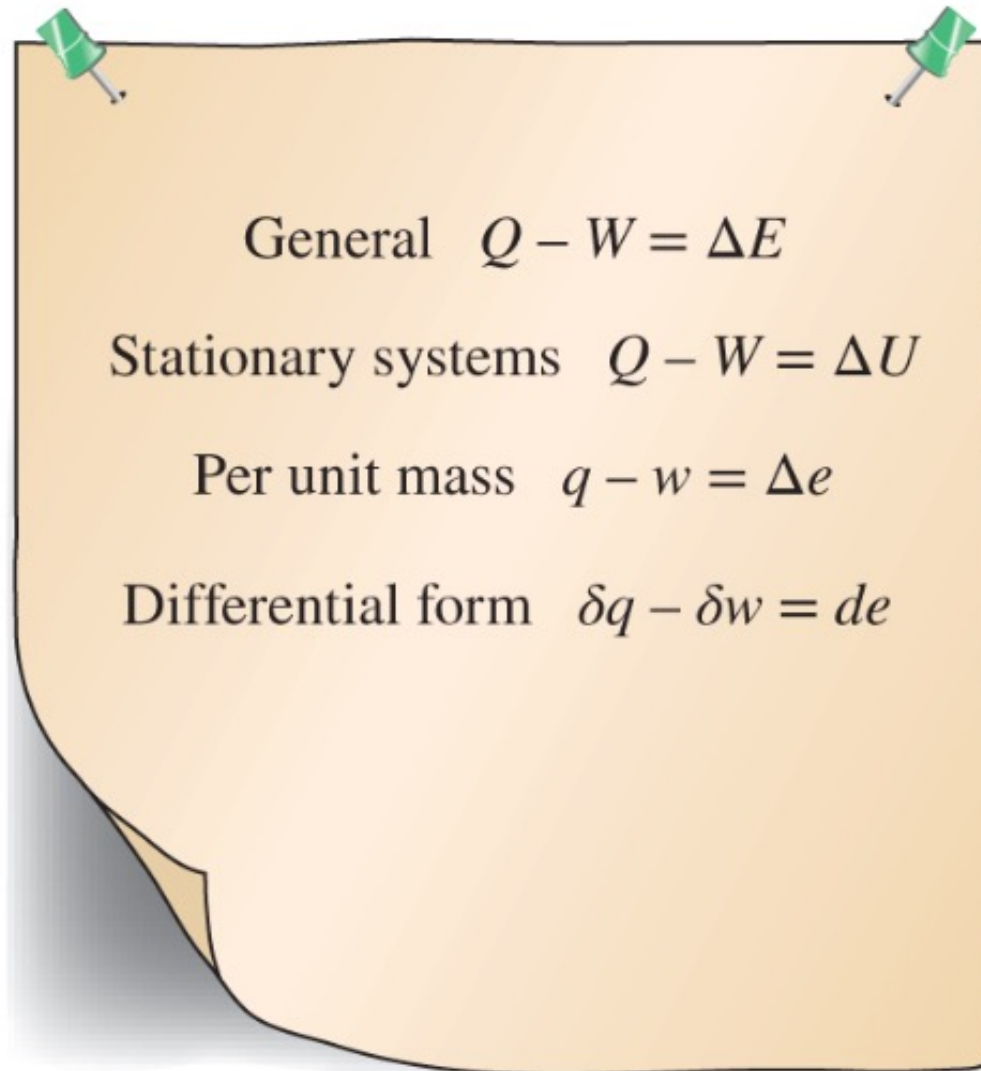 General Q – W = ΔE
Stationary systems Q – W = ΔU
Per unit mass q – w = Δe
Differential form δq – δw = de